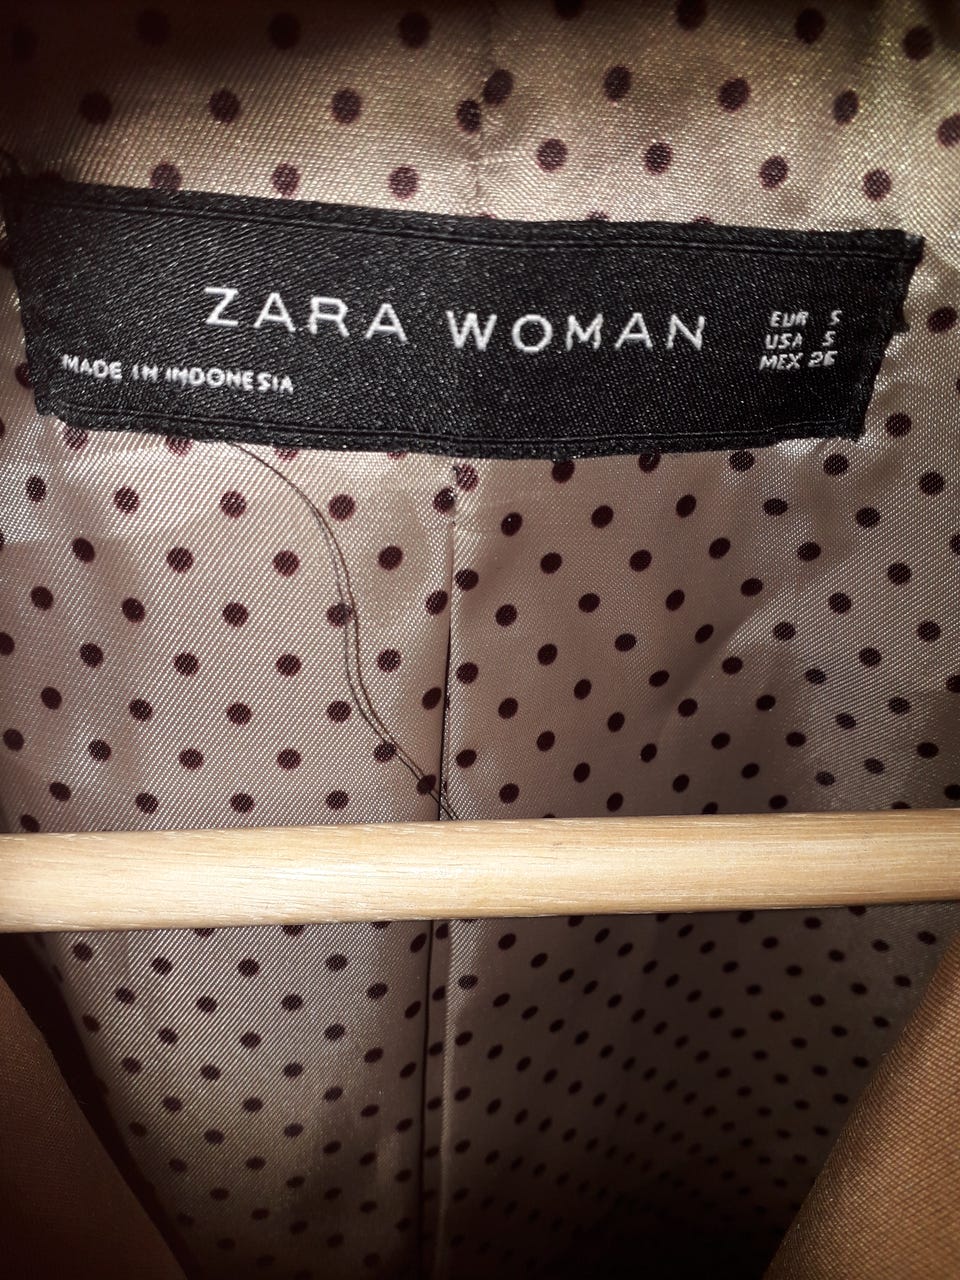 ZARA WOMAN
MADE IN INDONESIA
EUR S
USA S
MEX 26